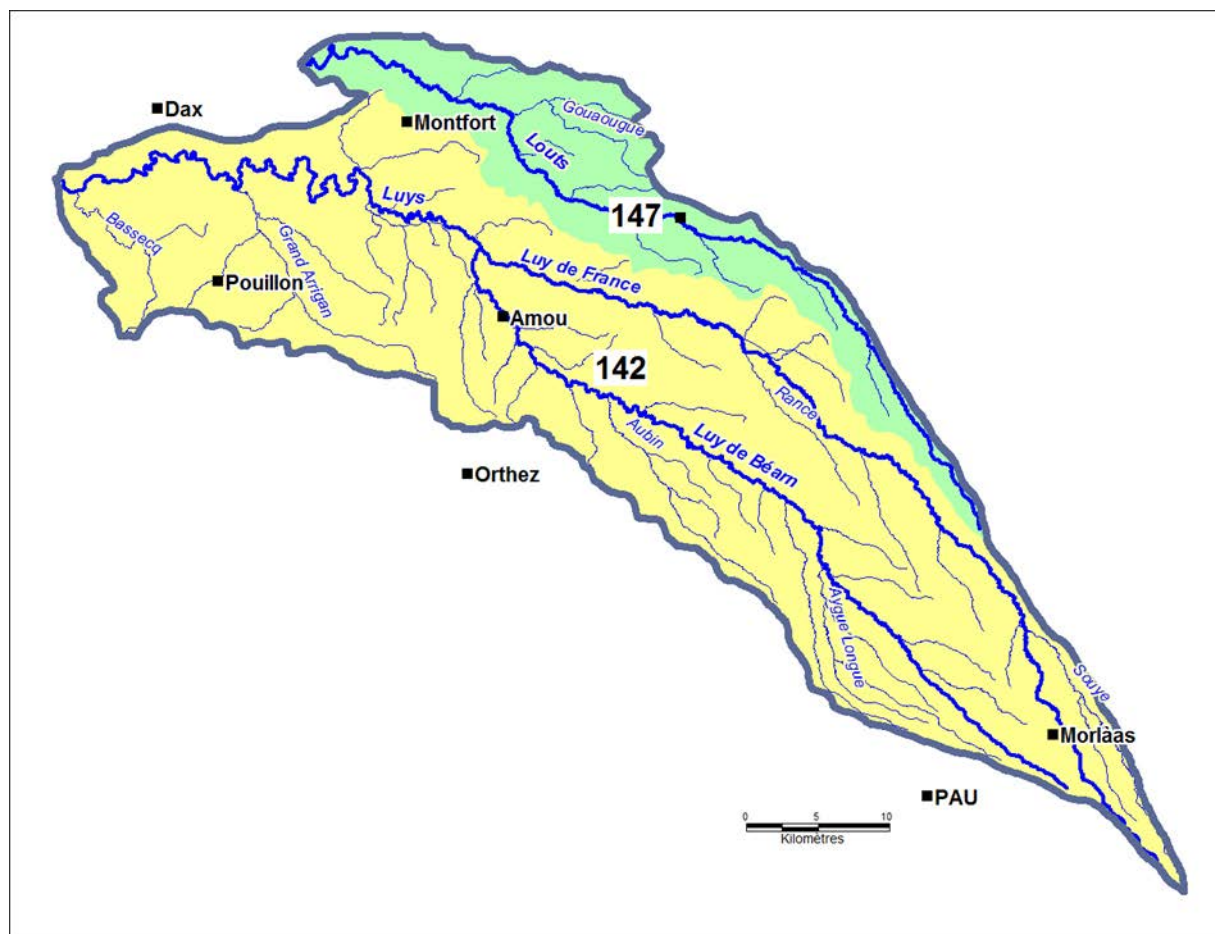 Dax
Montfort
Gouaougue
Louts
Luys
147
Bassecq
Grand Arrigan
Pouillon
Luy de France
Amou
142
Rance
Aubin
Luy de Béarn
Orthez
Aygue Longue
Souye
Morlàas
PAU
0 5 10
Kilomètres